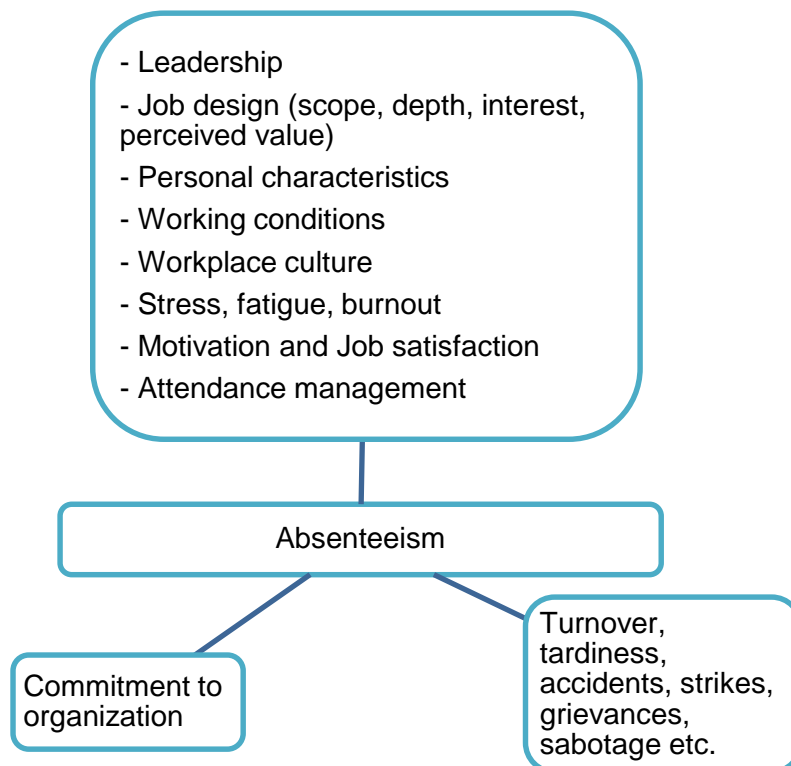 - Leadership
- Job design (scope, depth, interest,
perceived value)
- Personal characteristics
- Working conditions
- Workplace culture
- Stress, fatigue, burnout
- Motivation and Job satisfaction
- Attendance management
Absenteeism
Commitment to
organization
Turnover,
tardiness,
accidents, strikes,
grievances,
sabotage etc.